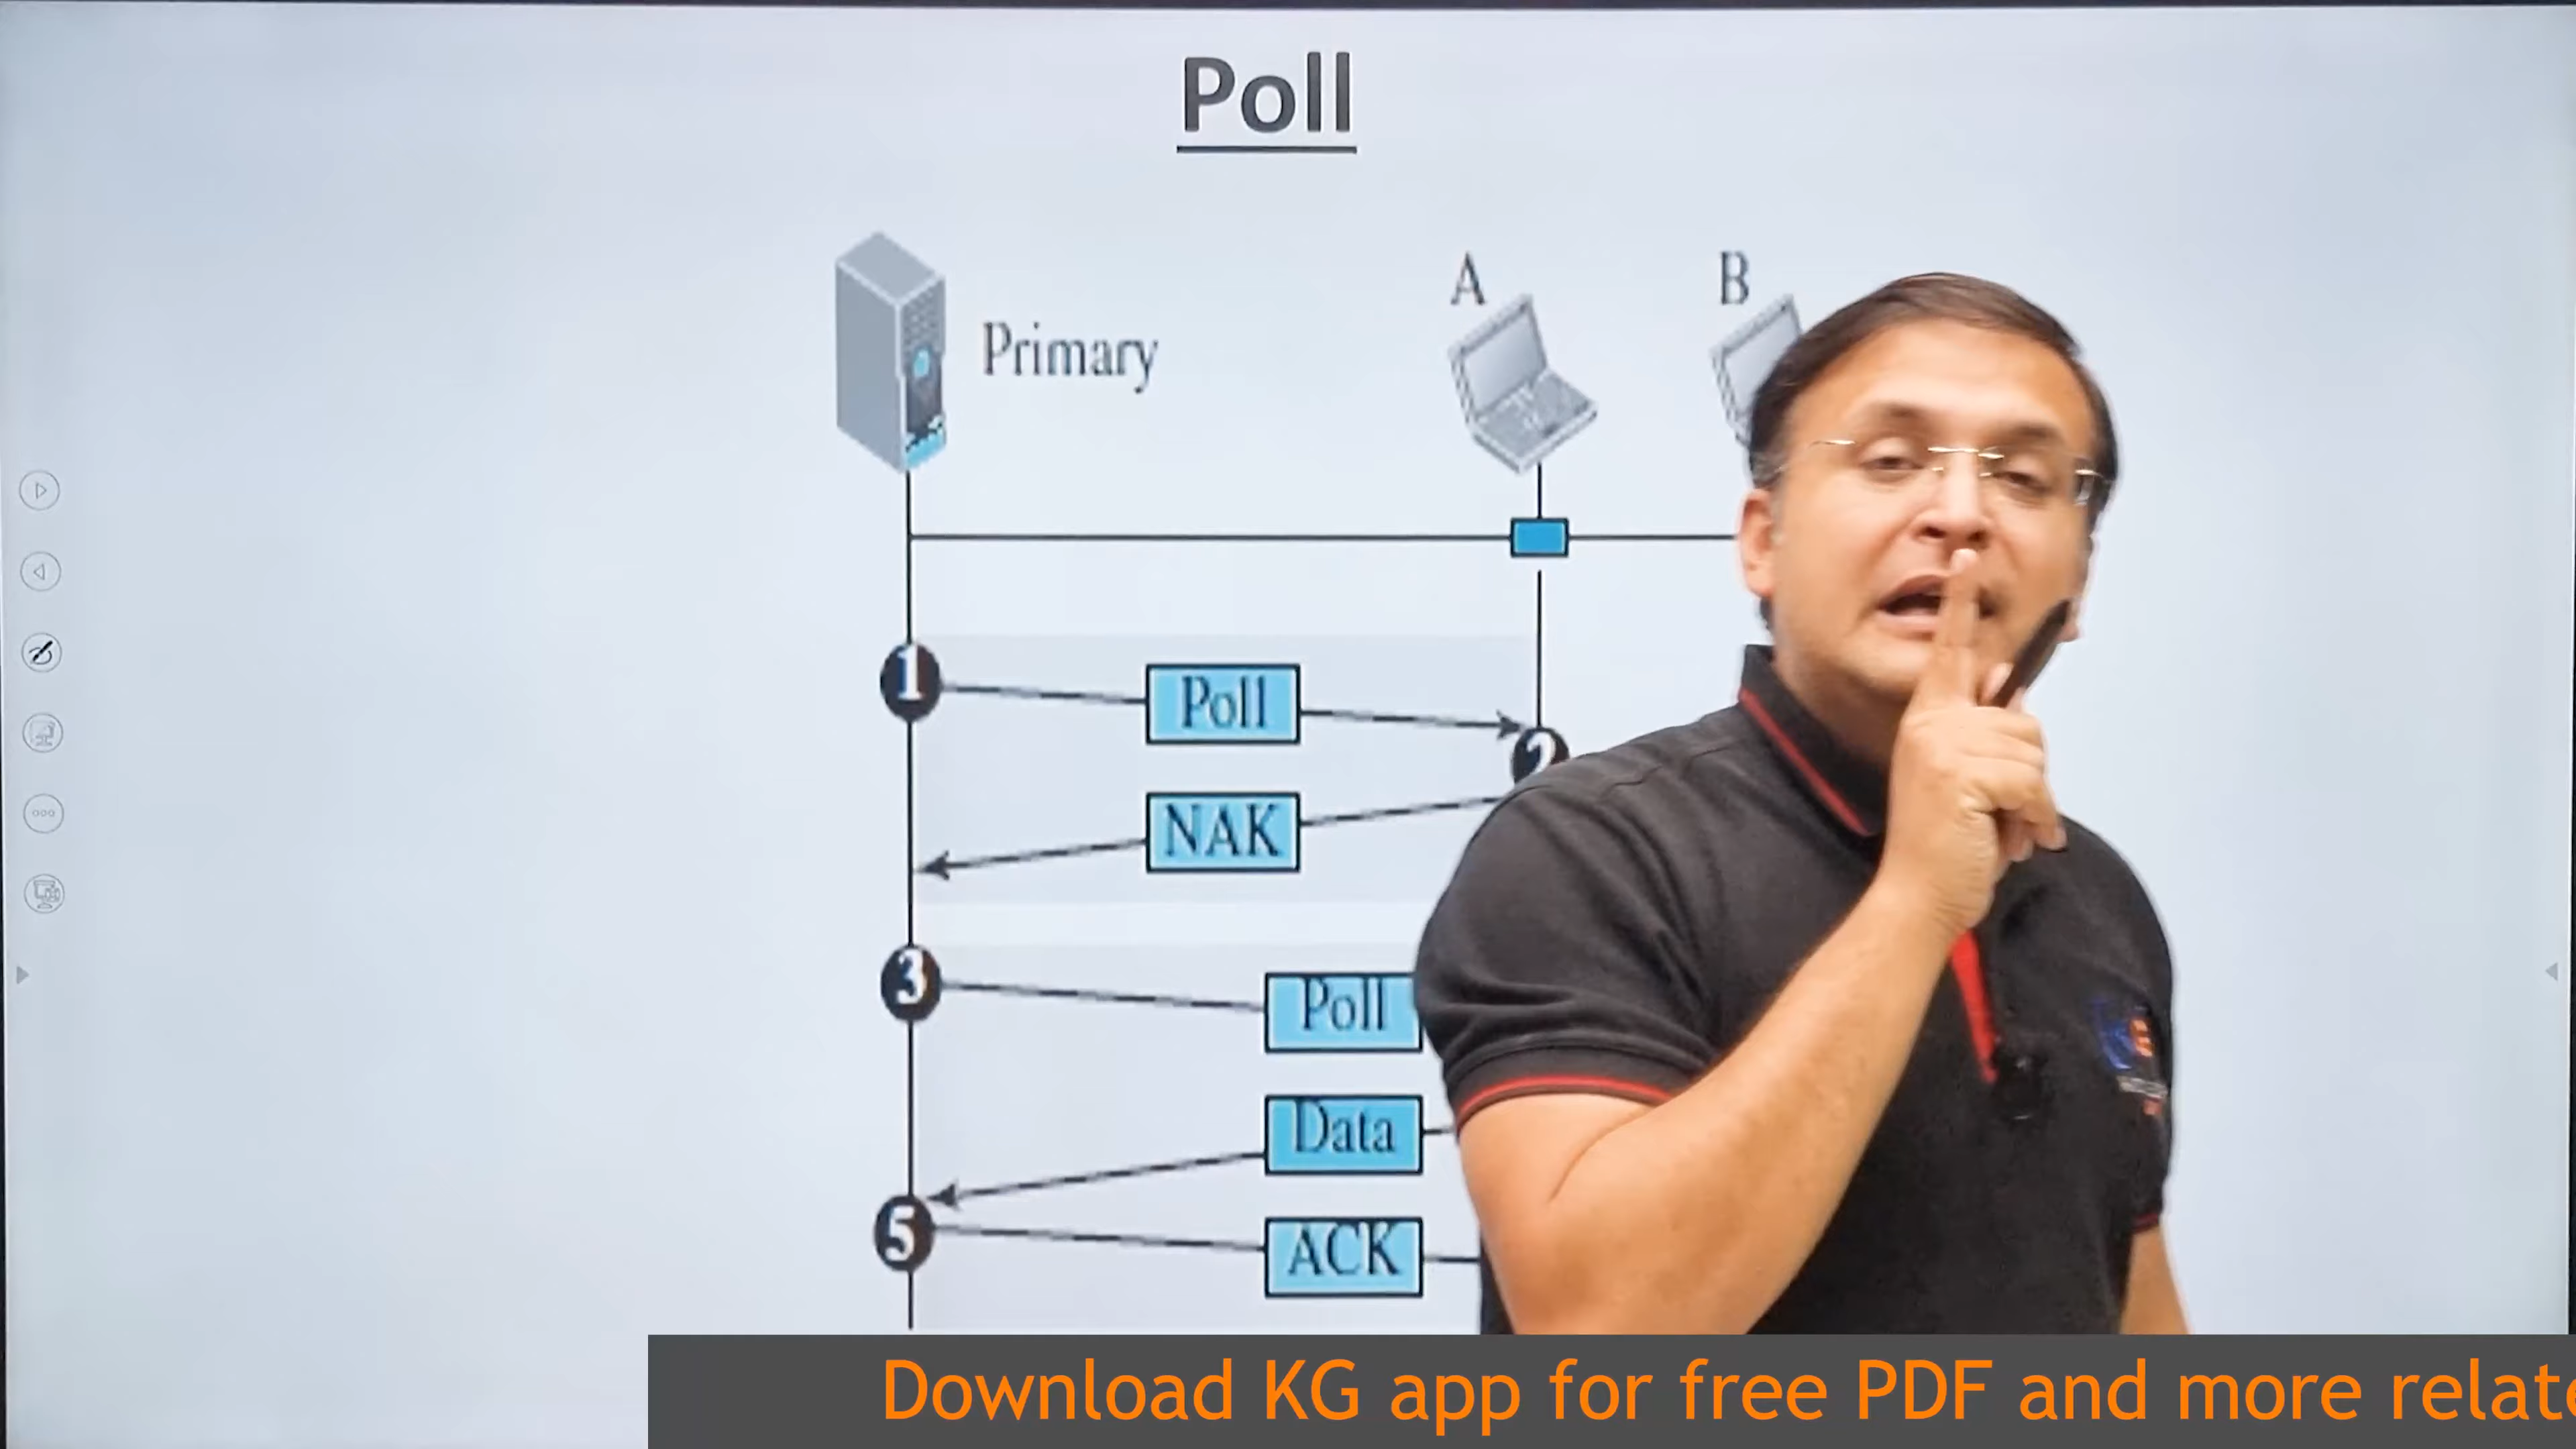 Poll
A
B
Primary
1
Poll
2
NAK
3
Poll
Data
5
ACK
Download KG app for free PDF and more